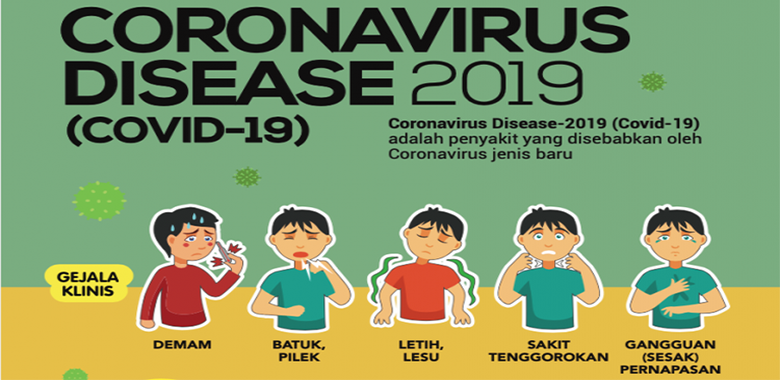 CORONAVIRUS
DISEASE 2019
(COVID-19)
Coronavirus Disease-2019 (Covid-19)
adalah penyakit yang disebabkan oleh
Coronavirus jenis baru
GEJALA
KLINIS
DEMAM
BATUK,
PILEK
LETIH,
LESU
SAKIT
TENGGOROKAN
GANGGUAN
(SESAK)
PERNAPASAN